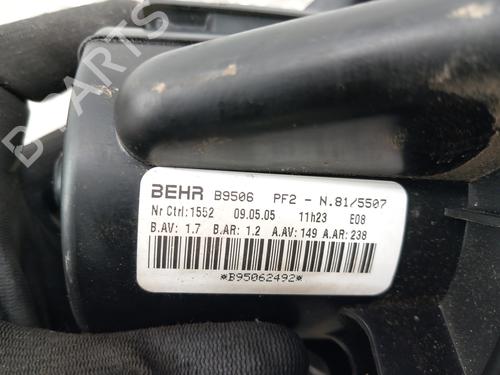 B PARTS
BEHR B9506 PF2 - N.81/5507
Nr Ctrl:1552 09.05.05 11h23 E08
B.AV: 1.7 B.AR: 1.2 A.AV: 149 A.AR: 238
*B95062492*